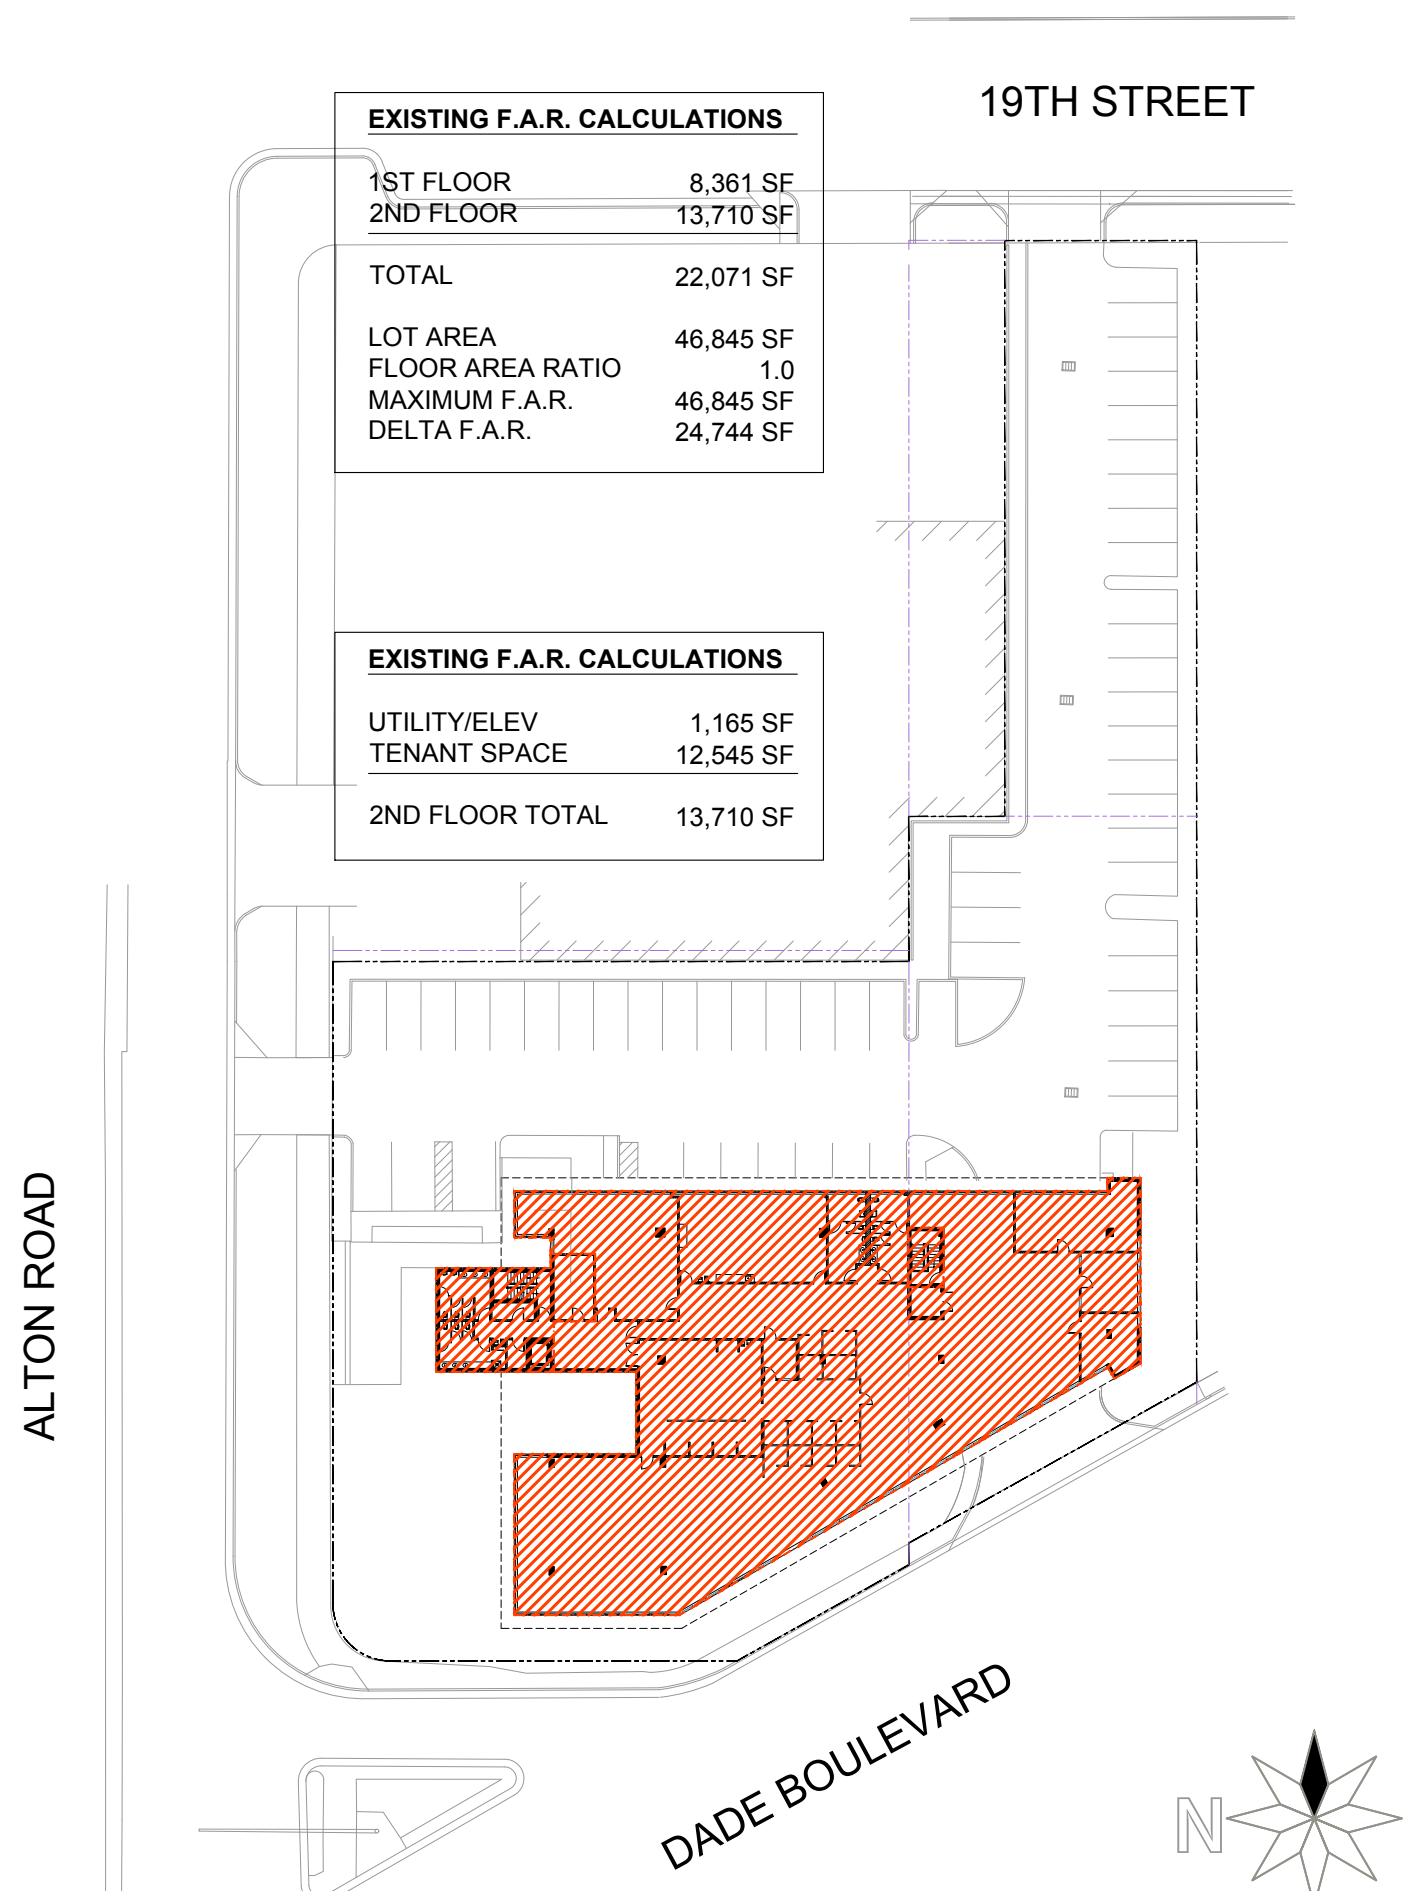 19TH STREET
EXISTING F.A.R. CALCULATIONS
1ST FLOOR 8,361 SF
2ND FLOOR 13,710 SF
TOTAL 22,071 SF
LOT AREA 46,845 SF
FLOOR AREA RATIO 1.0
MAXIMUM F.A.R. 46,845 SF
DELTA F.A.R. 24,744 SF
EXISTING F.A.R. CALCULATIONS
UTILITY/ELEV 1,165 SF
TENANT SPACE 12,545 SF
2ND FLOOR TOTAL 13,710 SF
ALTON ROAD
DADE BOULEVARD
N